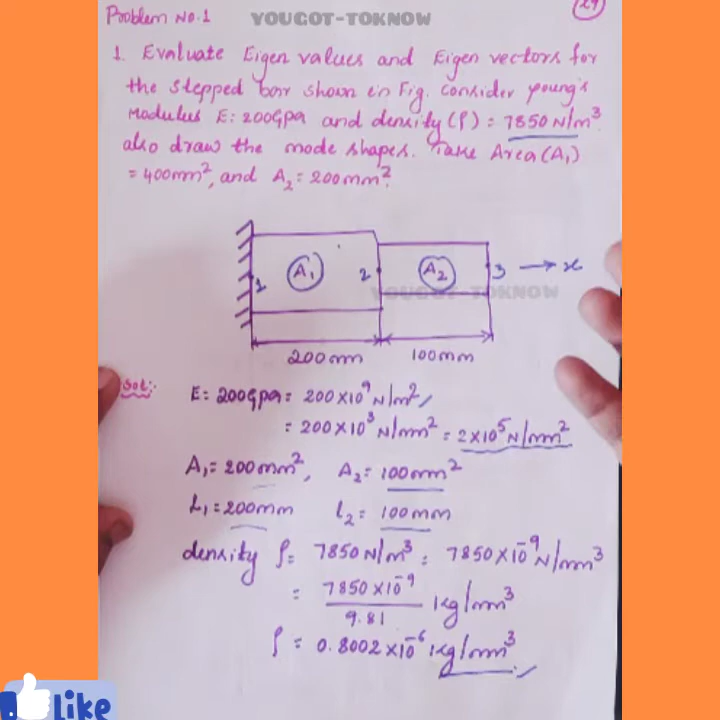 Problem No.1
YOUGOT-TOKNOW
29
1. Evaluate Eigen values and Eigen vectors for
the stepped bar shown in Fig. Consider young's
Modulus E: 200Gpa and density (ρ) = 7850 N/m³
also draw the mode shapes. Take Area (A₁)
= 400mm², and A₂ = 200mm².
1 A₁ 2 A₂ 3 → x
YOUGOT-TOKNOW
200mm 100mm
Sol:-
E = 200Gpa = 200×10⁹ N/m²
= 200×10³ N/mm² = 2×10⁵ N/mm²
A₁ = 200mm², A₂ = 100mm²
L₁ = 200mm l₂ = 100mm
density ρ = 7850 N/m³ = 7850×10⁻⁹ N/mm³
= 7850×10⁻⁹ / 9.81 kg/mm³
ρ = 0.8002×10⁻⁶ kg/mm³
Like